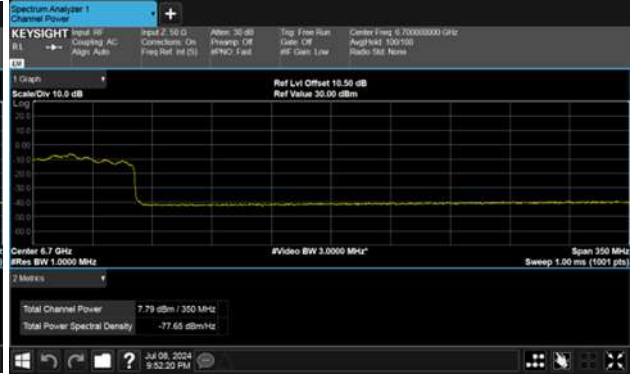 Spectrum Analyzer 1
Channel Power
+
KEYSIGHT Input: RF Input Z: 50 Ω Atten: 30 dB Trig: Free Run Center Freq: 6.700000000 GHz
RL Coupling: AC Corrections: On Preamp: Off Gate: Off Avg|Hold: 100/100
Align: Auto Freq Ref: Int (S) #PNO: Fast #IF Gain: Low Radio Std: None
1 Graph
Ref Lvl Offset 10.50 dB
Scale/Div 10.0 dB Ref Value 30.00 dBm
Log
20.0
10.0
0.00
-10.0
-20.0
-30.0
-40.0
-50.0
-60.0
Center 6.7 GHz #Video BW 3.0000 MHz* Span 350 MHz
#Res BW 1.0000 MHz Sweep 1.00 ms (1001 pts)
2 Metrics
Total Channel Power 7.79 dBm / 350 MHz
Total Power Spectral Density -77.65 dBm/Hz
? Jul 08, 2024
9:52:20 PM